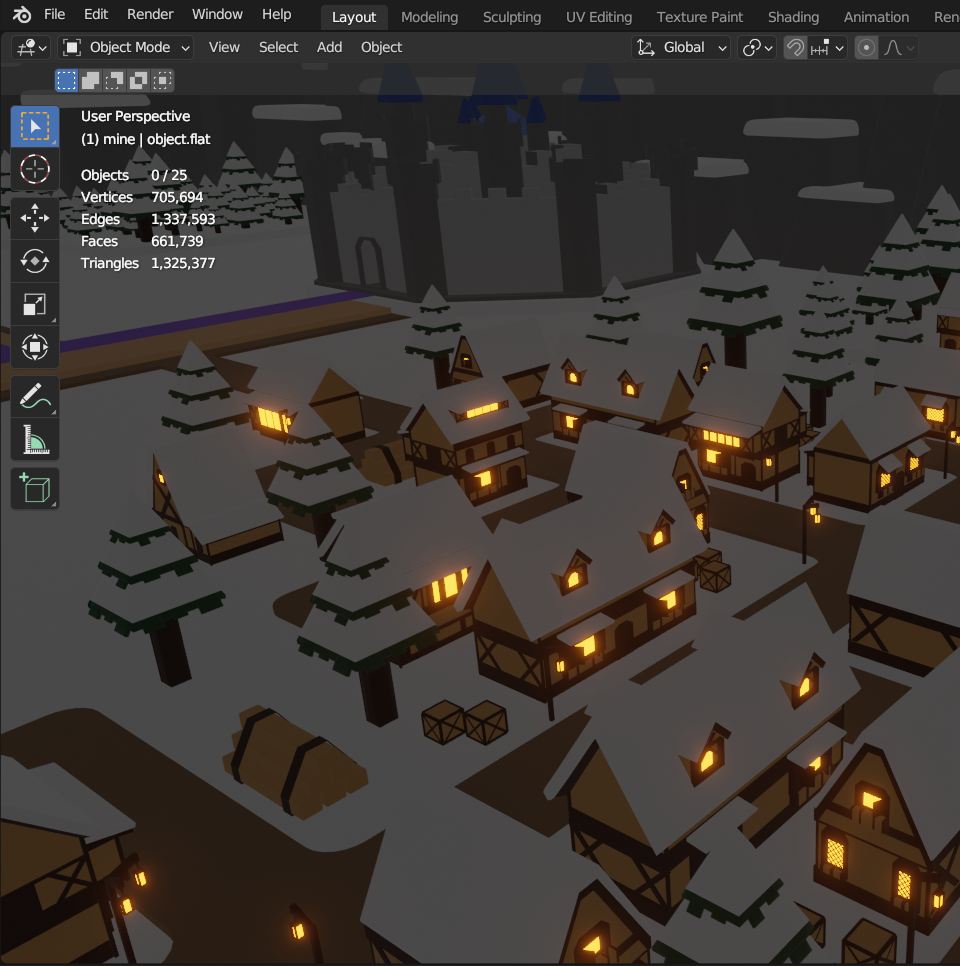 File Edit Render Window Help Layout Modeling Sculpting UV Editing Texture Paint Shading Animation Ren
Object Mode View Select Add Object Global
User Perspective
(1) mine | object.flat
Objects 0 / 25
Vertices 705,694
Edges 1,337,593
Faces 661,739
Triangles 1,325,377